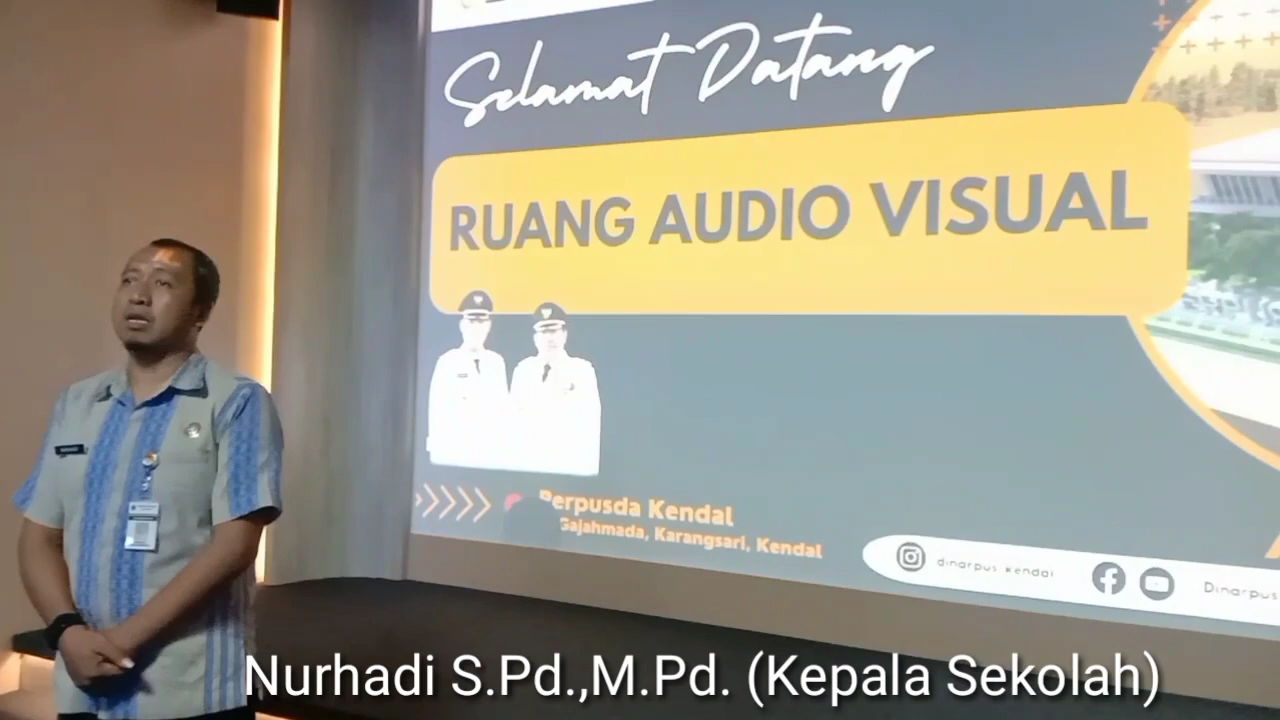 Selamat Datang
RUANG AUDIO VISUAL
Perpusda Kendal
Gajahmada, Karangsari, Kendal
dinarpus kendal
Dinarpus
Nurhadi S.Pd.,M.Pd. (Kepala Sekolah)